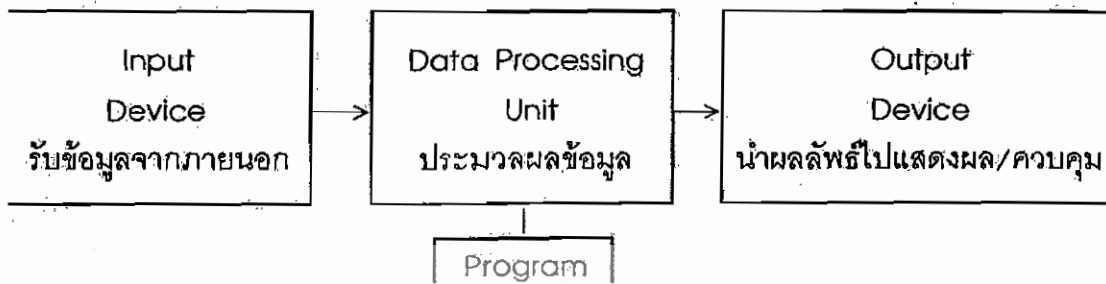 Input
Device
รับข้อมูลจากภายนอก
Data Processing
Unit
ประมวลผลข้อมูล
Output
Device
นำผลลัพธ์ไปแสดงผล/ควบคุม
Program